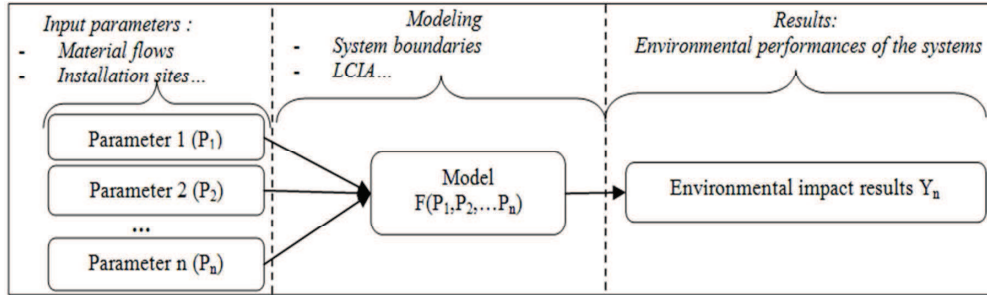 Input parameters :
- Material flows
- Installation sites…
Parameter 1 (P₁)
Parameter 2 (P₂)
...
Parameter n (Pₙ)
Modeling
- System boundaries
- LCIA…
Model
F(P₁,P₂,…Pₙ)
Results:
Environmental performances of the systems
Environmental impact results Yₙ